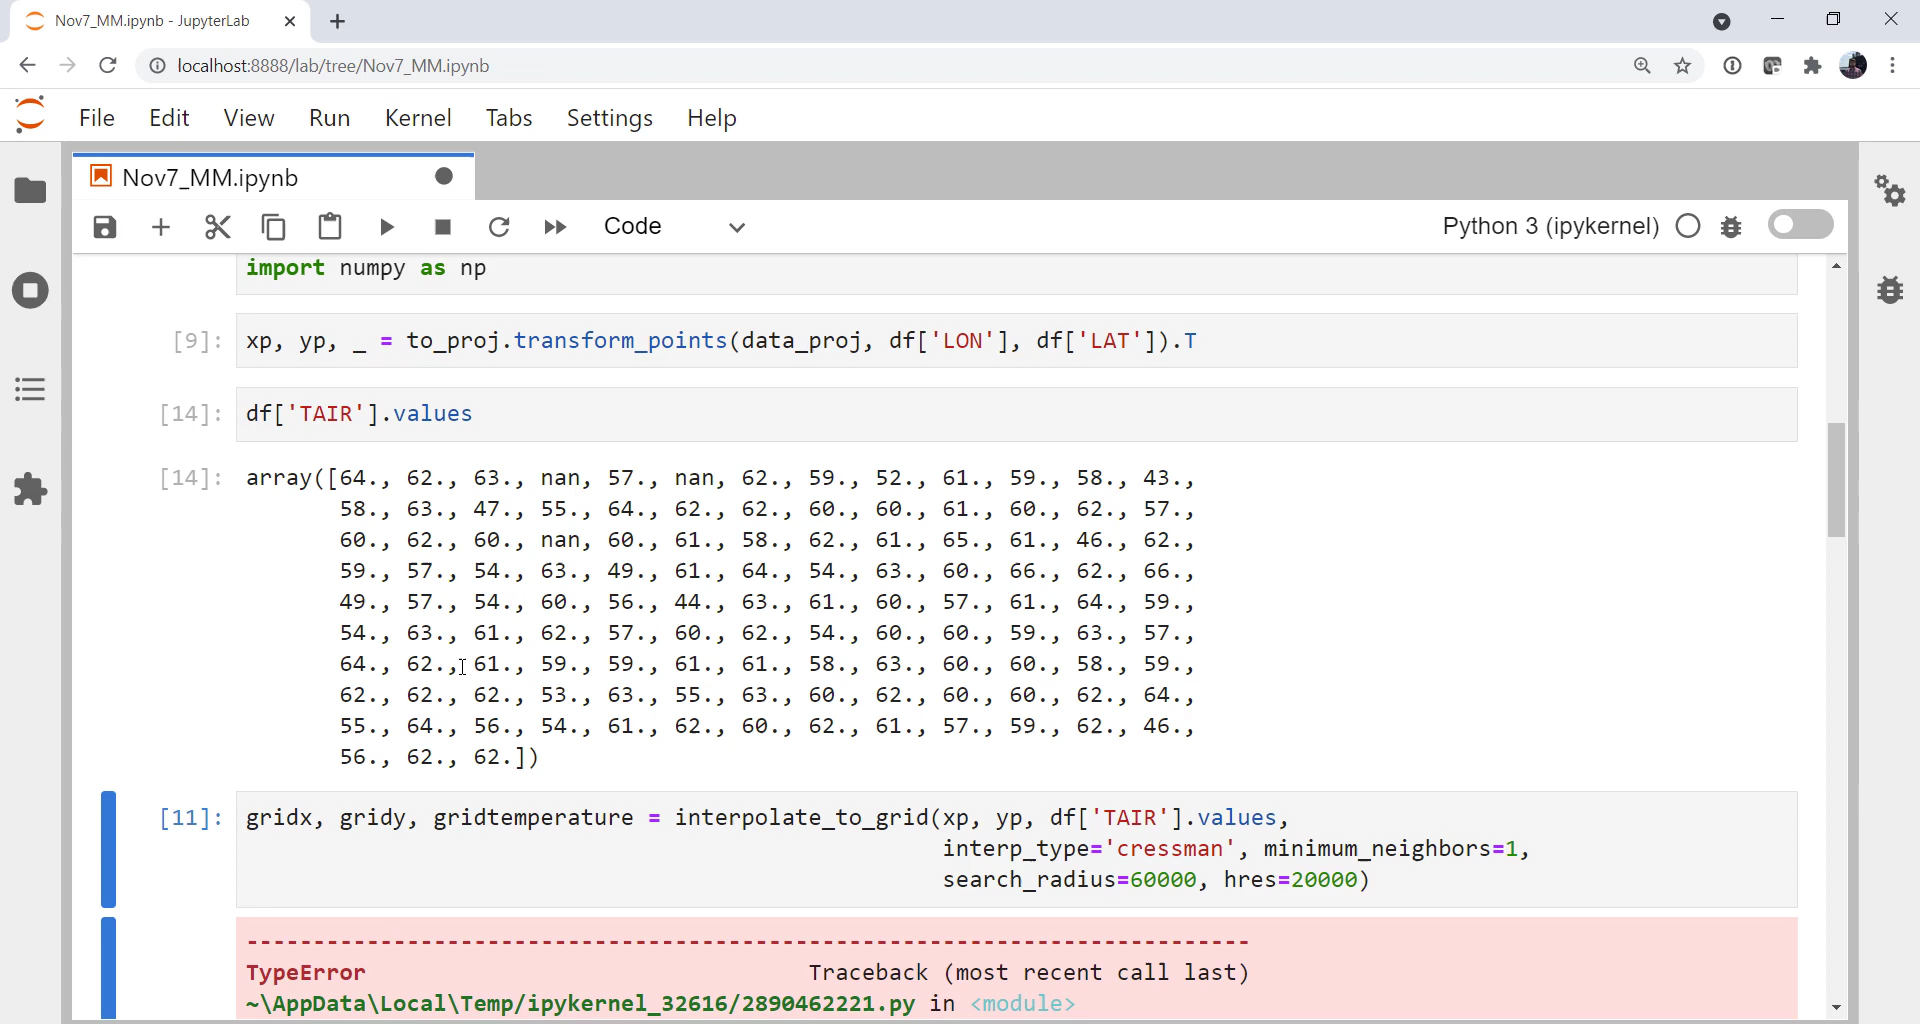 Nov7_MM.ipynb - JupyterLab
localhost:8888/lab/tree/Nov7_MM.ipynb
File Edit View Run Kernel Tabs Settings Help
Nov7_MM.ipynb
Code
Python 3 (ipykernel)
import numpy as np
[9]: xp, yp, _ = to_proj.transform_points(data_proj, df['LON'], df['LAT']).T
[14]: df['TAIR'].values
[14]: array([64., 62., 63., nan, 57., nan, 62., 59., 52., 61., 59., 58., 43.,
58., 63., 47., 55., 64., 62., 62., 60., 60., 61., 60., 62., 57.,
60., 62., 60., nan, 60., 61., 58., 62., 61., 65., 61., 46., 62.,
59., 57., 54., 63., 49., 61., 64., 54., 63., 60., 66., 62., 66.,
49., 57., 54., 60., 56., 44., 63., 61., 60., 57., 61., 64., 59.,
54., 63., 61., 62., 57., 60., 62., 54., 60., 60., 59., 63., 57.,
64., 62., 61., 59., 59., 61., 61., 58., 63., 60., 60., 58., 59.,
62., 62., 62., 53., 63., 55., 63., 60., 62., 60., 60., 62., 64.,
55., 64., 56., 54., 61., 62., 60., 62., 61., 57., 59., 62., 46.,
56., 62., 62.])
[11]: gridx, gridy, gridtemperature = interpolate_to_grid(xp, yp, df['TAIR'].values,
interp_type='cressman', minimum_neighbors=1,
search_radius=60000, hres=20000)
---------------------------------------------------------------------------
TypeError Traceback (most recent call last)
~\AppData\Local\Temp/ipykernel_32616/2890462221.py in <module>